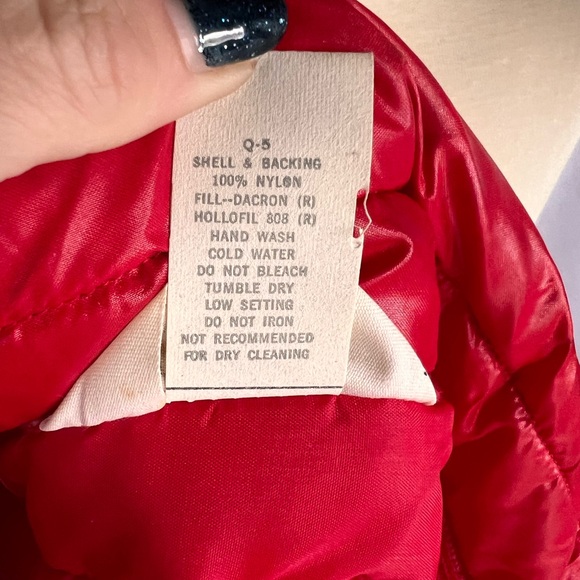 Q-5
SHELL & BACKING
100% NYLON
FILL--DACRON (R)
HOLLOFIL 808 (R)
HAND WASH
COLD WATER
DO NOT BLEACH
TUMBLE DRY
LOW SETTING
DO NOT IRON
NOT RECOMMENDED
FOR DRY CLEANING